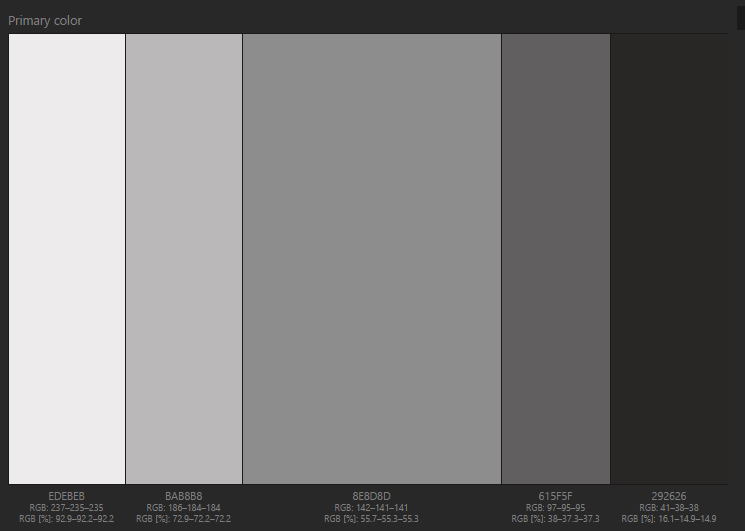 Primary color
EDEBEB
RGB: 237–235–235
RGB [%]: 92.9–92.2–92.2
BAB8B8
RGB: 186–184–184
RGB [%]: 72.9–72.2–72.2
8E8D8D
RGB: 142–141–141
RGB [%]: 55.7–55.3–55.3
615F5F
RGB: 97–95–95
RGB [%]: 38–37.3–37.3
292626
RGB: 41–38–38
RGB [%]: 16.1–14.9–14.9